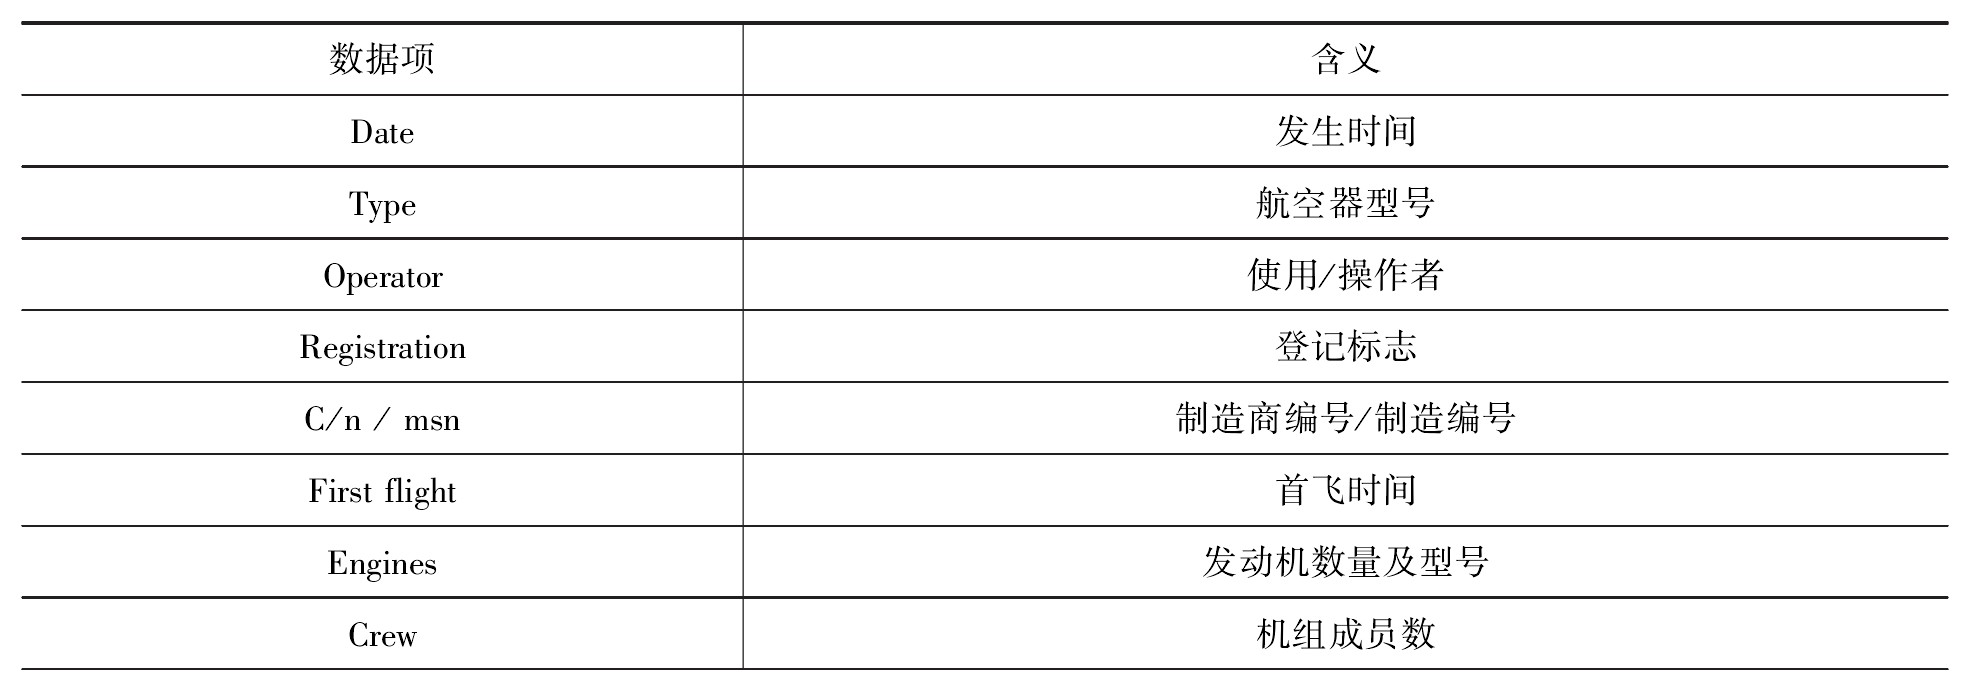 数据项 含义
Date 发生时间
Type 航空器型号
Operator 使用/操作者
Registration 登记标志
C/n / msn 制造商编号/制造编号
First flight 首飞时间
Engines 发动机数量及型号
Crew 机组成员数